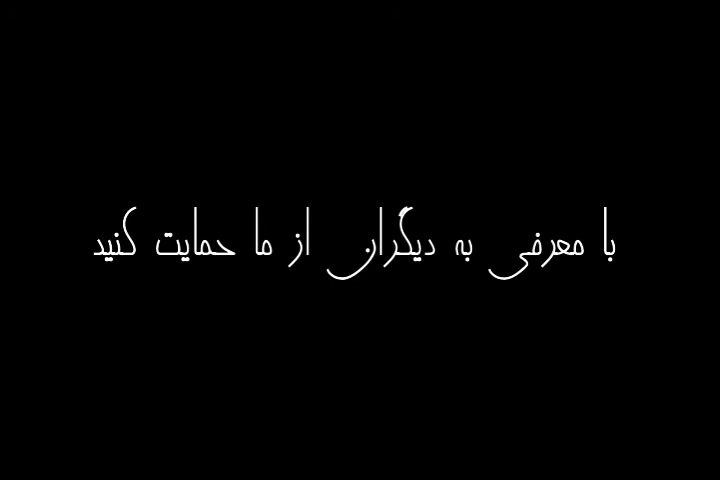 با معرفی به دیگران از ما حمایت کنید